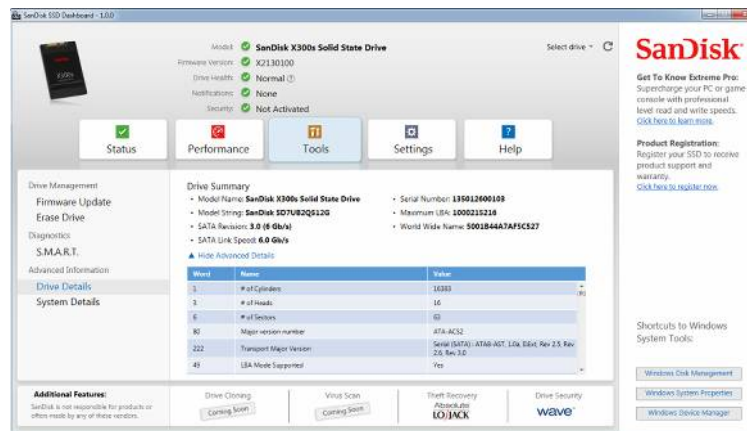 SanDisk SSD Dashboard - 1.0.0
Model: SanDisk X300s Solid State Drive
Firmware Version: X2130100
Drive Health: Normal
Notifications: None
Security: Not Activated
Select drive
X300s
Status
Performance
Tools
Settings
Help
Drive Management
Firmware Update
Erase Drive
Diagnostics
S.M.A.R.T.
Advanced Information
Drive Details
System Details
Drive Summary
• Model Name: SanDisk X300s Solid State Drive
• Model String: SanDisk SD7UB2Q512G
• SATA Revision: 3.0 (6 Gb/s)
• SATA Link Speed: 6.0 Gb/s
• Serial Number: 135012600103
• Maximum LBA: 1000215216
• World Wide Name: 5001B44A7AF5C527
Hide Advanced Details
Word Name Value
1 # of Cylinders 16383
3 # of Heads 16
6 # of Sectors 63
80 Major version number ATA-ACS2
222 Transport Major Version Serial (SATA): ATA8-AST, 1.0a, II:Ext, Rev 2.5, Rev
2.6, Rev 3.0
49 LBA Mode Supported Yes
Additional Features:
SanDisk is not responsible for products or
offers made by any of these vendors.
Drive Cloning
Coming Soon
Virus Scan
Coming Soon
Theft Recovery
Absolute
LOJACK
Drive Security
wave
SanDisk
Get To Know Extreme Pro:
Supercharge your PC or game
console with professional
level read and write speeds.
Click here to learn more.
Product Registration:
Register your SSD to receive
product support and
warranty.
Click here to register now.
Shortcuts to Windows
System Tools:
Windows Disk Management
Windows System Properties
Windows Device Manager